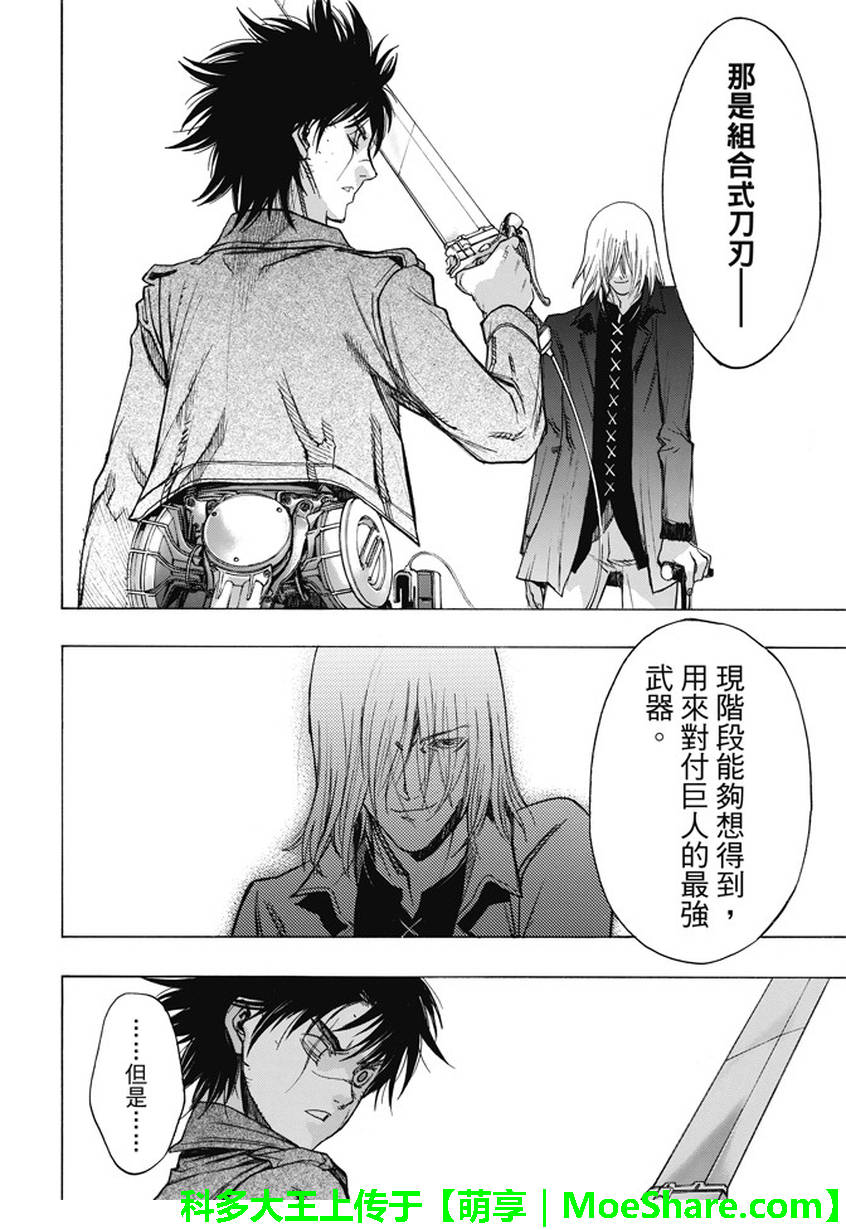 那是組合式刀刃──
現階段能夠想得到，
用來對付巨人的最強
武器。
……但是……
科多大王上传于【萌享｜MoeShare.com】